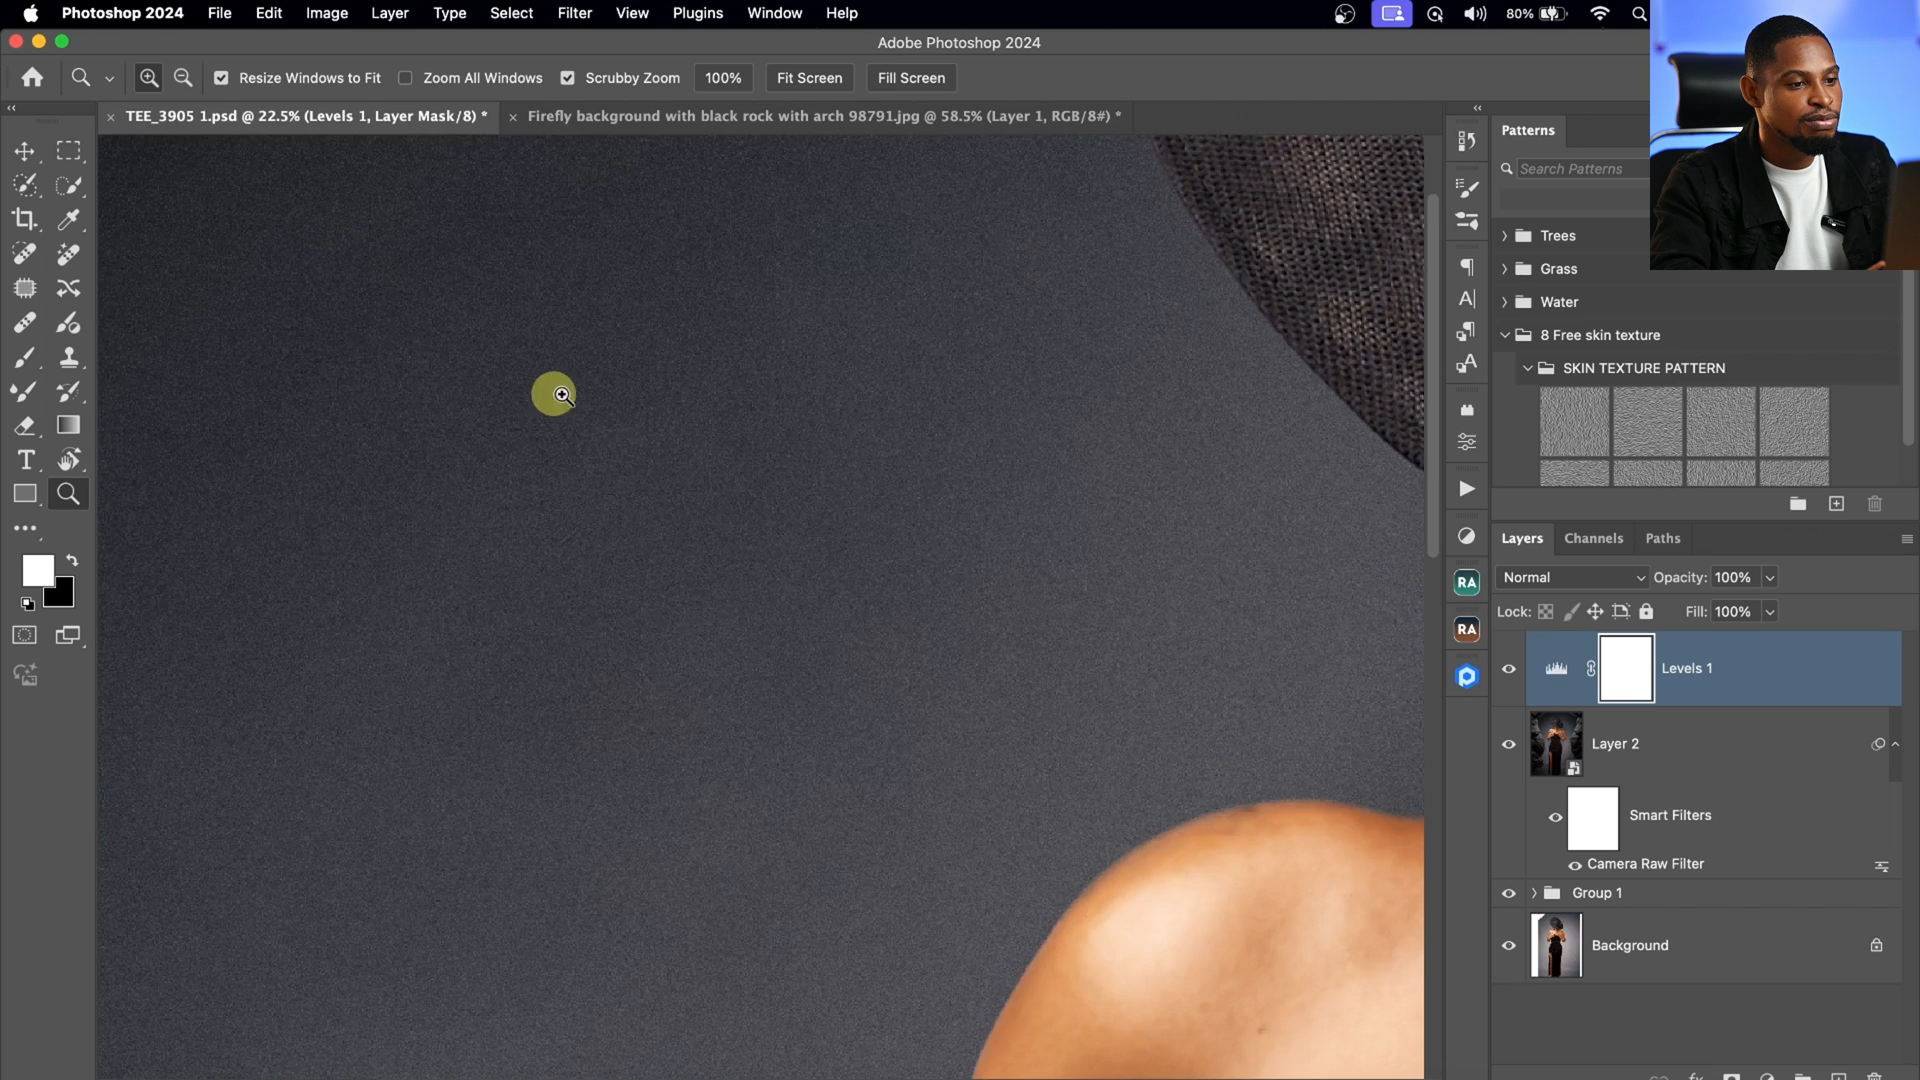 Photoshop 2024 File Edit Image Layer Type Select Filter View Plugins Window Help 80%
Adobe Photoshop 2024
Resize Windows to Fit Zoom All Windows Scrubby Zoom 100% Fit Screen Fill Screen
× TEE_3905 1.psd @ 22.5% (Levels 1, Layer Mask/8) * × Firefly background with black rock with arch 98791.jpg @ 58.5% (Layer 1, RGB/8#) *
Patterns
Search Patterns
Trees
Grass
Water
8 Free skin texture
SKIN TEXTURE PATTERN
RA
RA
Layers Channels Paths
Normal Opacity: 100%
Lock: Fill: 100%
Levels 1
Layer 2
Smart Filters
Camera Raw Filter
Group 1
Background